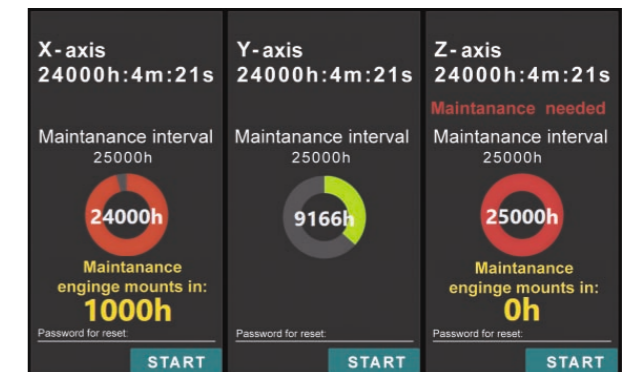 X-axis
24000h:4m:21s
Maintanance interval
25000h
24000h
Maintanance
enginge mounts in:
1000h
Password for reset:
START
Y-axis
24000h:4m:21s
Maintanance interval
25000h
9166h
Password for reset:
START
Z-axis
24000h:4m:21s
Maintanance needed
Maintanance interval
25000h
25000h
Maintanance
enginge mounts in:
0h
Password for reset:
START